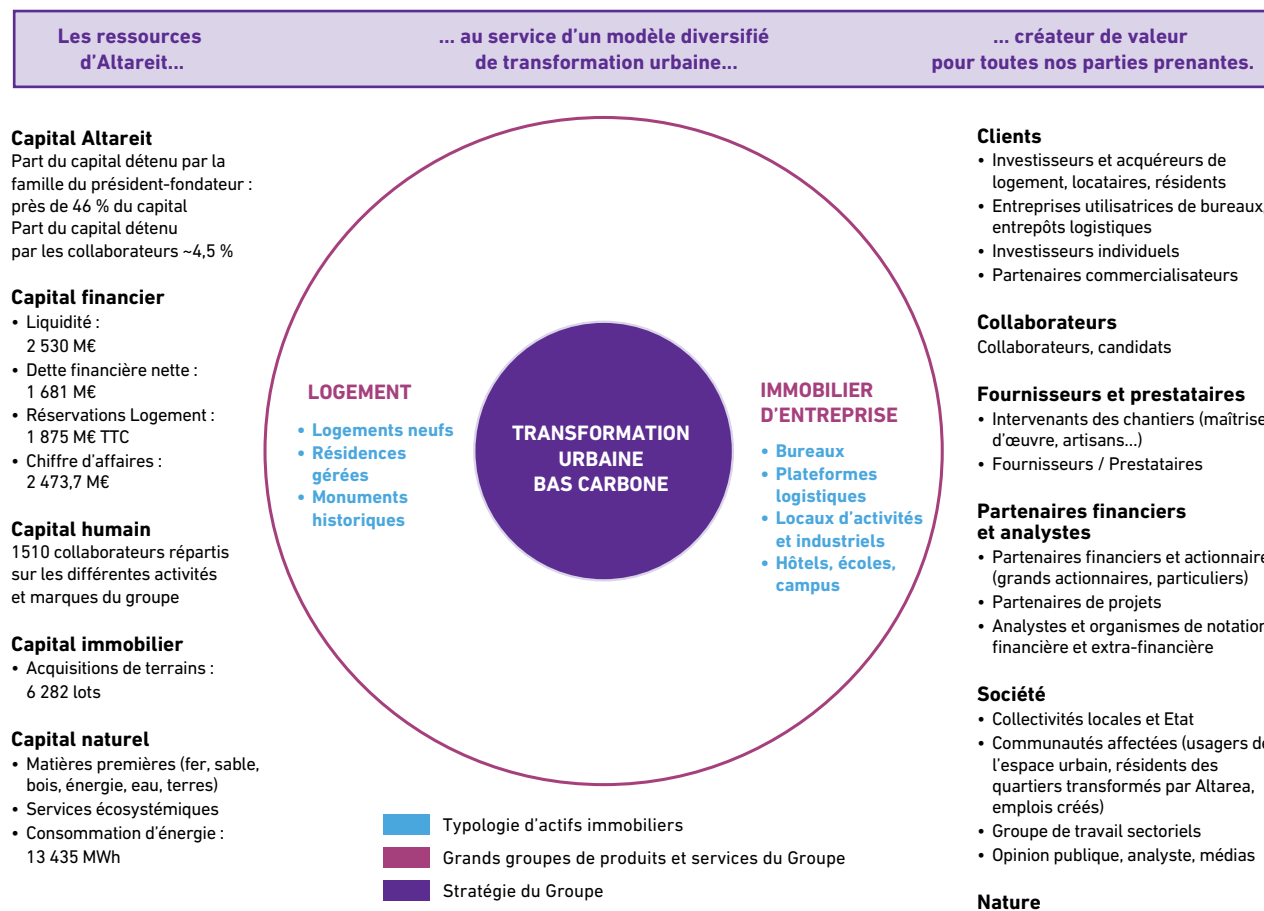 Les ressources
d'Altareit...
... au service d'un modèle diversifié
de transformation urbaine...
... créateur de valeur
pour toutes nos parties prenantes.
Capital Altareit
Part du capital détenu par la
famille du président-fondateur :
près de 46 % du capital
Part du capital détenu
par les collaborateurs ~4,5 %
Capital financier
• Liquidité :
2 530 M€
• Dette financière nette :
1 681 M€
• Réservations Logement :
1 875 M€ TTC
• Chiffre d'affaires :
2 473,7 M€
Capital humain
1510 collaborateurs répartis
sur les différentes activités
et marques du groupe
Capital immobilier
• Acquisitions de terrains :
6 282 lots
Capital naturel
• Matières premières (fer, sable,
bois, énergie, eau, terres)
• Services écosystémiques
• Consommation d'énergie :
13 435 MWh
LOGEMENT
• Logements neufs
• Résidences
gérées
• Monuments
historiques
TRANSFORMATION
URBAINE
BAS CARBONE
IMMOBILIER
D'ENTREPRISE
• Bureaux
• Plateformes
logistiques
• Locaux d'activités
et industriels
• Hôtels, écoles,
campus
Typologie d'actifs immobiliers
Grands groupes de produits et services du Groupe
Stratégie du Groupe
Clients
• Investisseurs et acquéreurs de
logement, locataires, résidents
• Entreprises utilisatrices de bureaux,
entrepôts logistiques
• Investisseurs individuels
• Partenaires commercialisateurs
Collaborateurs
Collaborateurs, candidats
Fournisseurs et prestataires
• Intervenants des chantiers (maîtrise
d'œuvre, artisans...)
• Fournisseurs / Prestataires
Partenaires financiers
et analystes
• Partenaires financiers et actionnaire
(grands actionnaires, particuliers)
• Partenaires de projets
• Analystes et organismes de notation
financière et extra-financière
Société
• Collectivités locales et Etat
• Communautés affectées (usagers de
l'espace urbain, résidents des
quartiers transformés par Altarea,
emplois créés)
• Groupe de travail sectoriels
• Opinion publique, analyste, médias
Nature